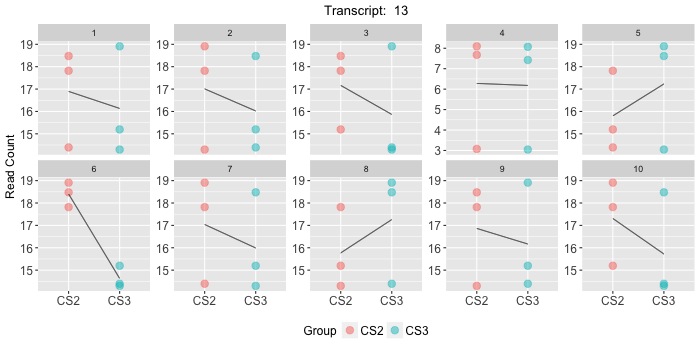 Transcript: 13
1 2 3 4 5
19 19 19 8 19
18 18 18 7 18
17 17 17 6 17
16 16 16 5 16
15 15 15 4 15
3
Read Count
6 7 8 9 10
19 19 19 19 19
18 18 18 18 18
17 17 17 17 17
16 16 16 16 16
15 15 15 15 15
CS2 CS3 CS2 CS3 CS2 CS3 CS2 CS3 CS2 CS3
Group CS2 CS3